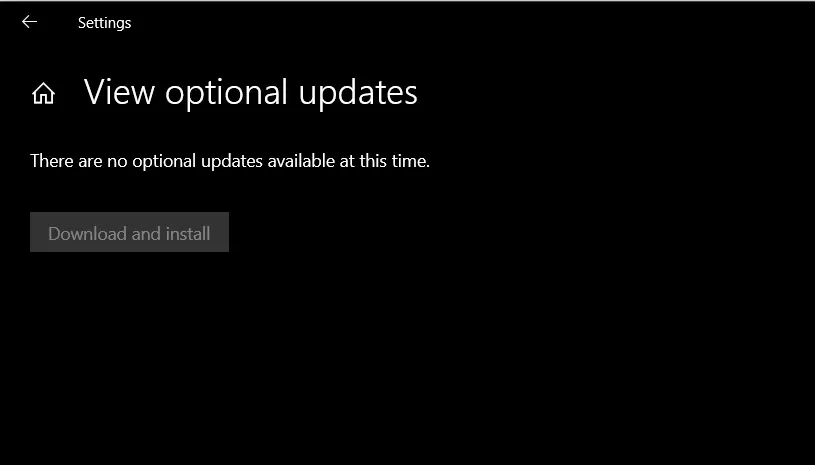 Settings
View optional updates
There are no optional updates available at this time.
Download and install